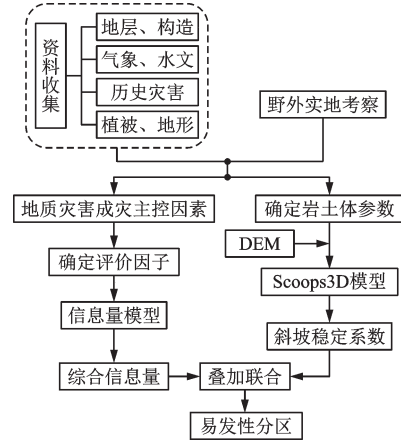 资料收集
地层、构造
气象、水文
历史灾害
植被、地形
野外实地考察
地质灾害成灾主控因素
确定岩土体参数
DEM
确定评价因子
Scoops3D模型
信息量模型
斜坡稳定系数
综合信息量
叠加联合
易发性分区